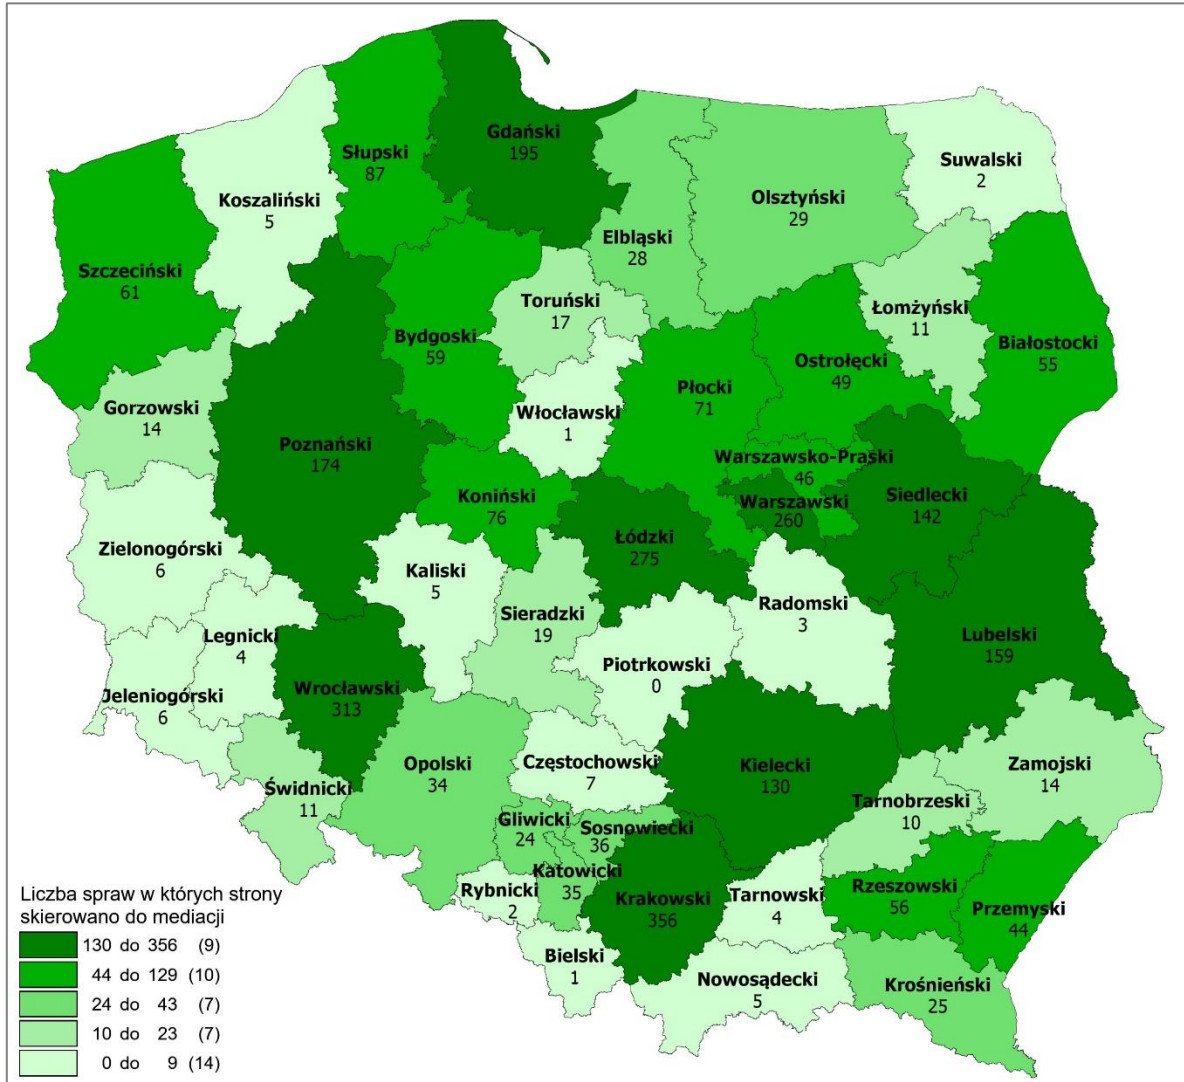 Gdański
195
Słupski
87
Suwalski
2
Koszaliński
5
Olsztyński
29
Elbląski
28
Szczeciński
61
Toruński
17
Łomżyński
11
Białostocki
55
Bydgoski
59
Ostrołęcki
49
Płocki
71
Gorzowski
14
Włocławski
1
Poznański
174
Warszawsko-Praski
46
Koniński
76
Warszawski
260
Siedlecki
142
Łódzki
275
Zielonogórski
6
Kaliski
5
Radomski
3
Sieradzki
19
Legnicki
4
Lubelski
159
Piotrkowski
0
Jeleniogórski
6
Wrocławski
313
Opolski
34
Częstochowski
7
Kielecki
130
Zamojski
14
Świdnicki
11
Tarnobrzeski
10
Gliwicki
24
Sosnowiecki
36
Katowicki
35
Rybnicki
2
Krakowski
356
Tarnowski
4
Rzeszowski
56
Przemyski
44
Bielski
1
Nowosądecki
5
Krośnieński
25
Liczba spraw w których strony
skierowano do mediacji
130 do 356 (9)
44 do 129 (10)
24 do 43 (7)
10 do 23 (7)
0 do 9 (14)